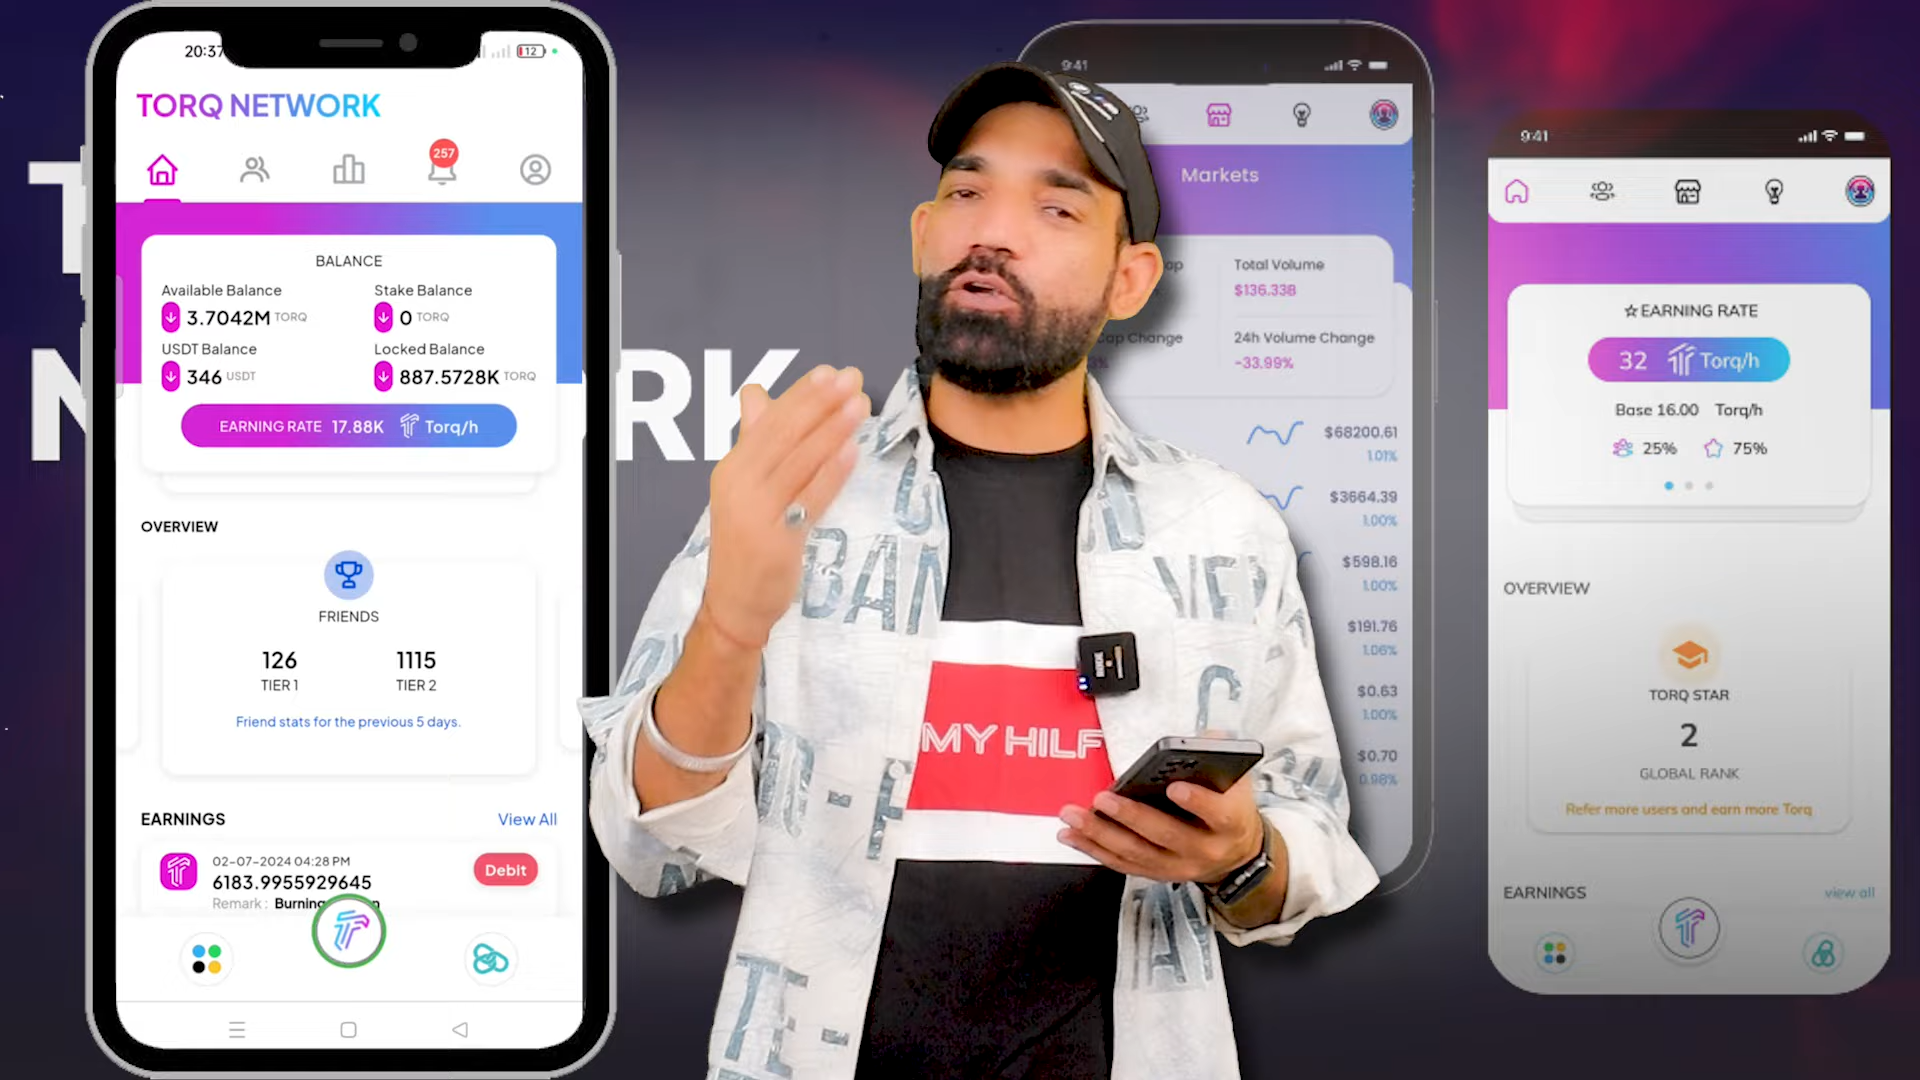 20:37
12
TORQ NETWORK
257
BALANCE
Available Balance
Stake Balance
3.7042M TORQ
0 TORQ
USDT Balance
Locked Balance
346 USDT
887.5728K TORQ
EARNING RATE 17.88K Torq/h
OVERVIEW
FRIENDS
126
1115
TIER 1
TIER 2
Friend stats for the previous 5 days.
EARNINGS
View All
02-07-2024 04:28 PM
6183.9955929645
Debit
Remark :
RK
MY HILF
9:41
Markets
Total Volume
$136.33B
Change
24h Volume Change
-33.99%
$68200.61
1.01%
$3664.39
1.00%
$598.16
1.00%
$191.76
1.06%
$0.63
1.00%
$0.70
0.98%
9:41
EARNING RATE
32 Torq/h
Base 16.00 Torq/h
25% 75%
OVERVIEW
TORQ STAR
2
GLOBAL RANK
Refer more users and earn more Torq
EARNINGS
view all